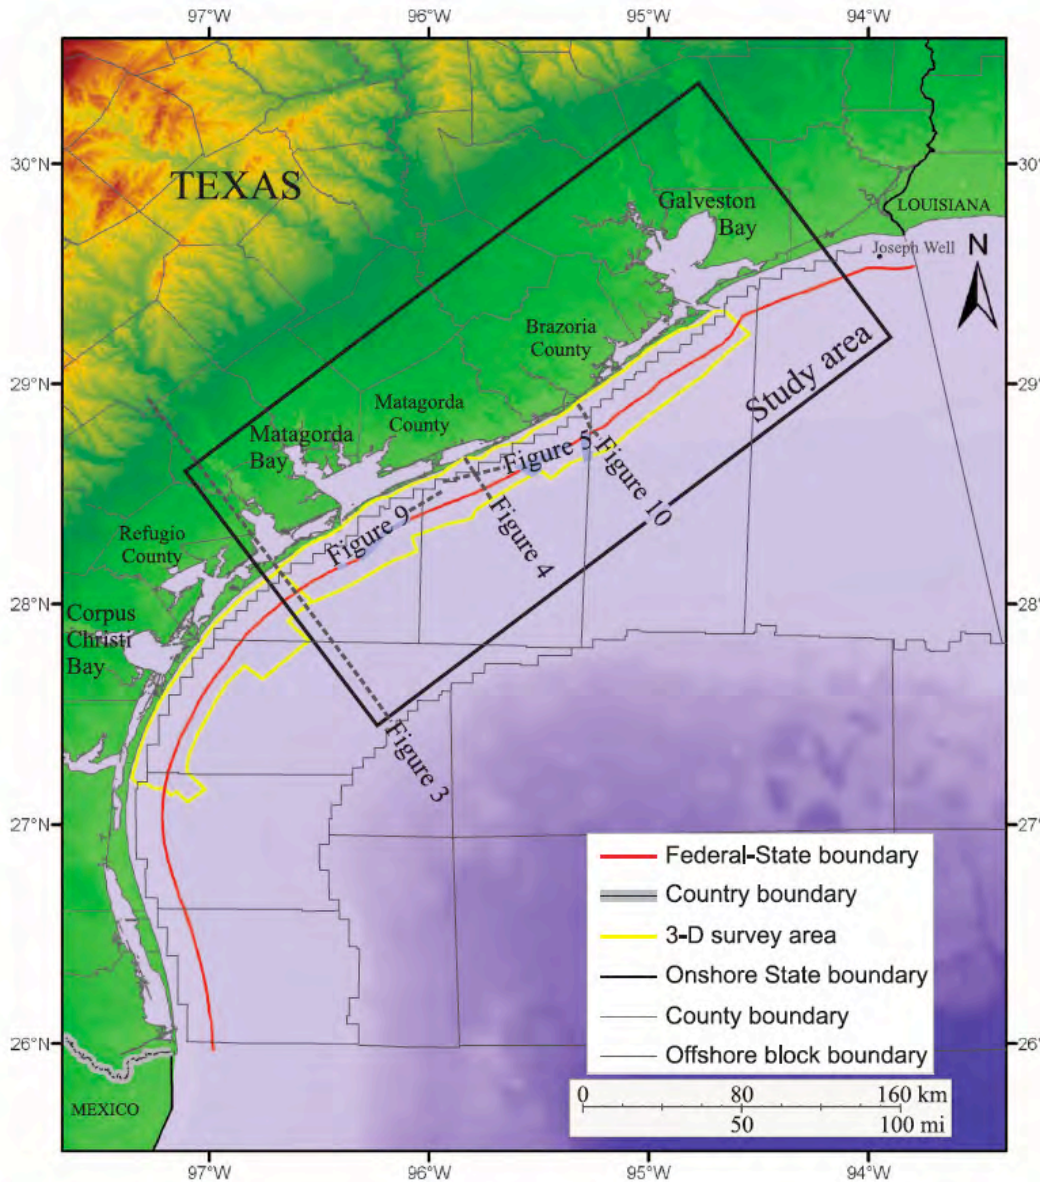 97°W 96°W 95°W 94°W
30°N
30°
TEXAS
Galveston
Bay
LOUISIANA
Joseph Well
N
Brazoria
County
29°N
29°
Study area
Matagorda
County
Matagorda
Bay
Figure 5
Figure 10
Figure 9
Figure 4
Refugio
County
28°N
28°
Corpus
Christi
Bay
Figure 3
27°N
27°
Federal-State boundary
Country boundary
3-D survey area
Onshore State boundary
County boundary
Offshore block boundary
26°N
26°
0 80 160 km
50 100 mi
MEXICO
97°W 96°W 95°W 94°W